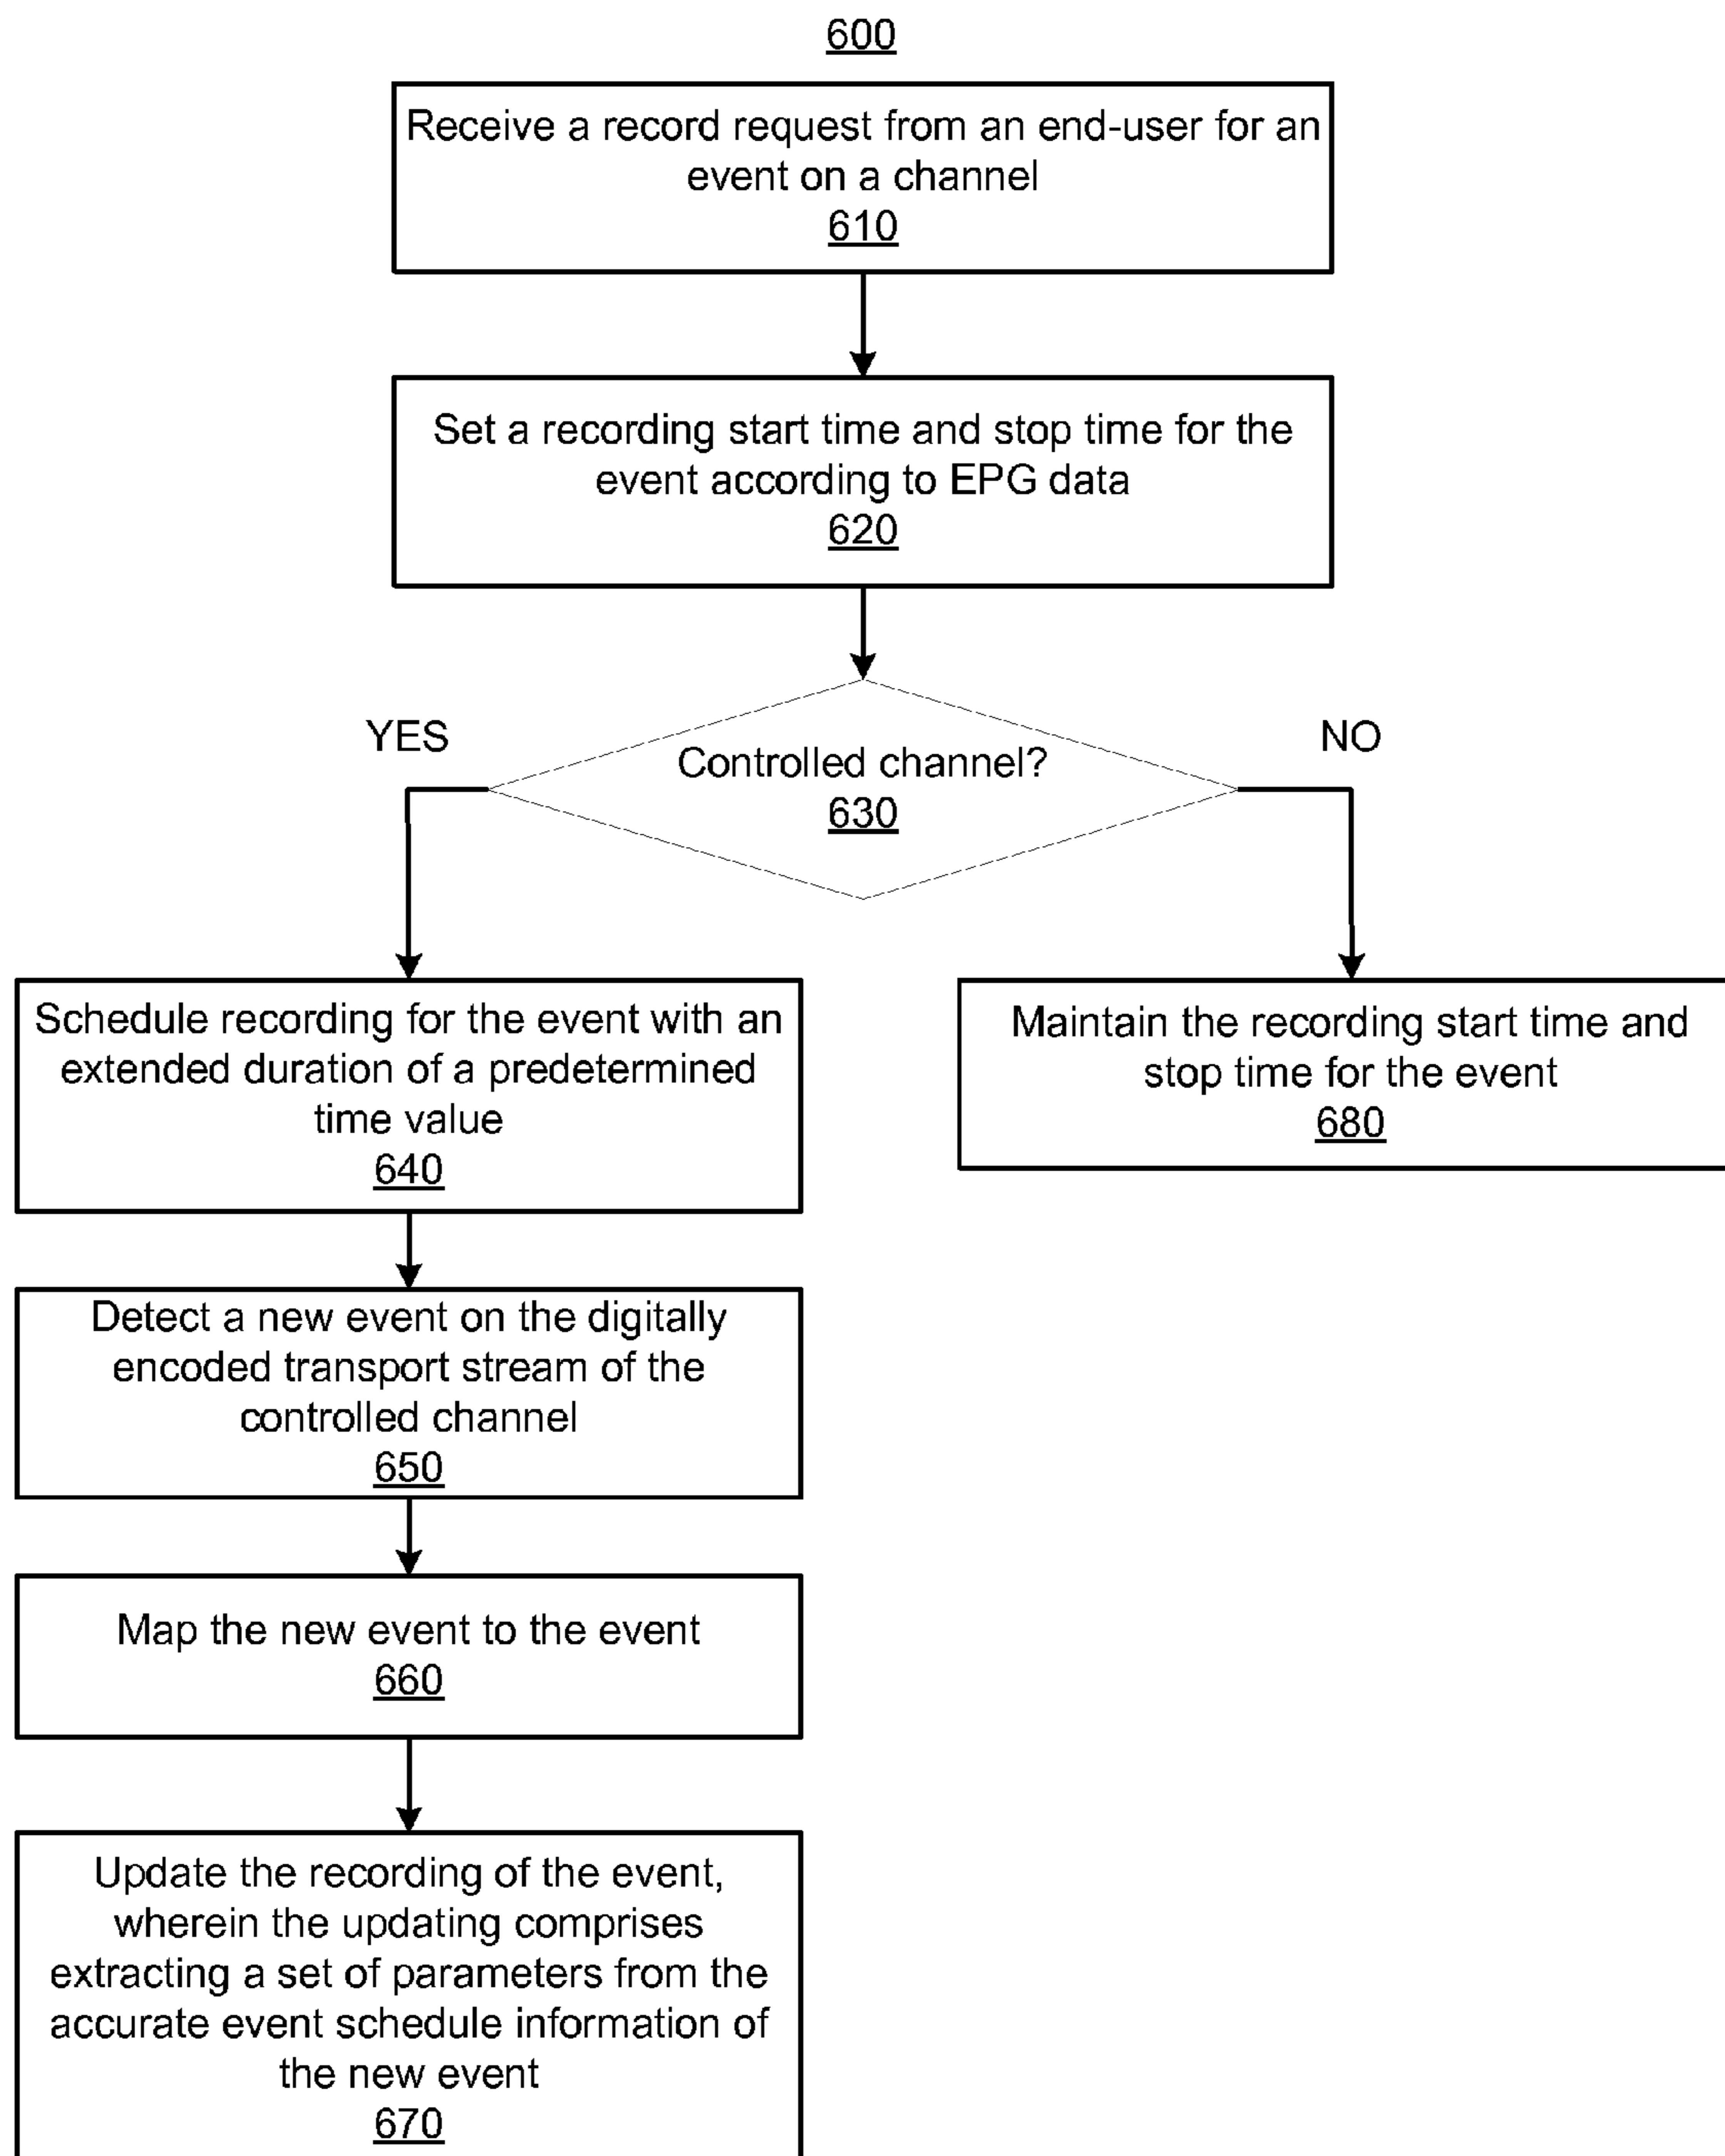 600
Receive a record request from an end-user for an
event on a channel
610
Set a recording start time and stop time for the
event according to EPG data
620
YES
NO
Controlled channel?
630
Schedule recording for the event with an
extended duration of a predetermined
time value
640
Maintain the recording start time and
stop time for the event
680
Detect a new event on the digitally
encoded transport stream of the
controlled channel
650
Map the new event to the event
660
Update the recording of the event,
wherein the updating comprises
extracting a set of parameters from the
accurate event schedule information of
the new event
670